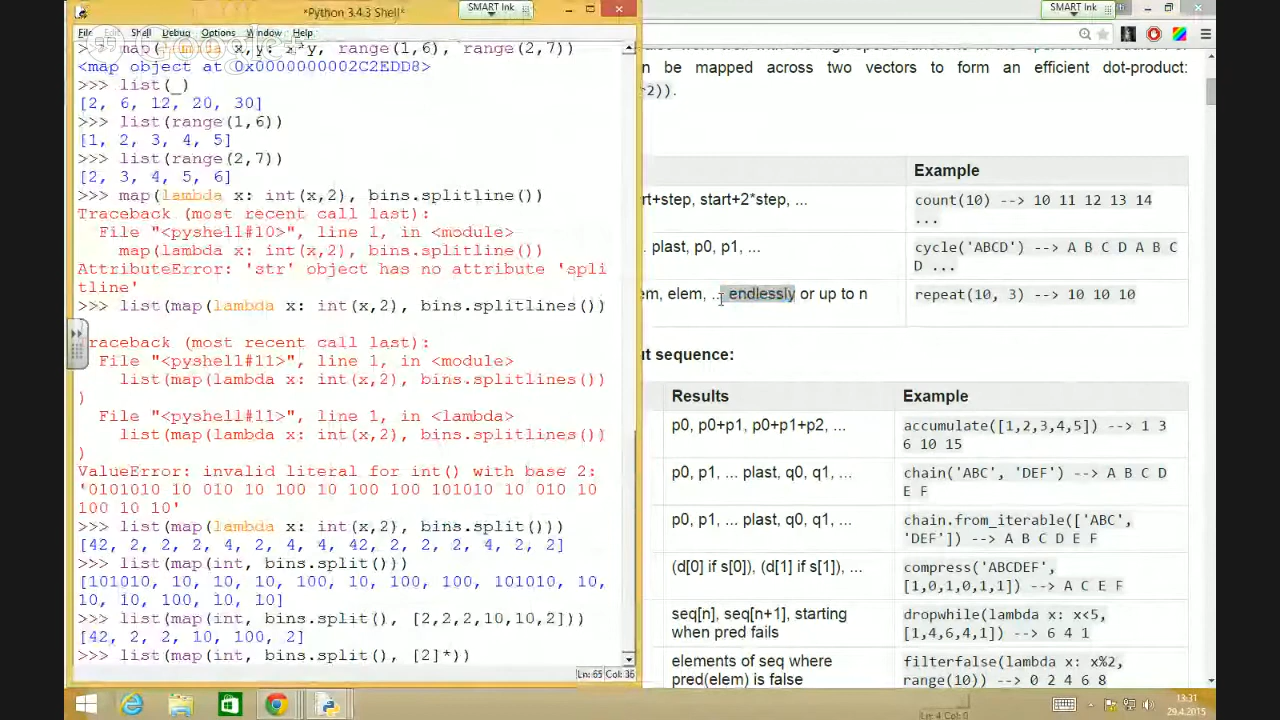 *Python 3.4.3 Shell*
SMART Ink
SMART Ink
File Edit Shell Debug Options Window Help
map(lambda x,y: x*y, range(1,6), range(2,7))
<map object at 0x0000000002C2EDD8>
>>> list(_)
[2, 6, 12, 20, 30]
>>> list(range(1,6))
[1, 2, 3, 4, 5]
>>> list(range(2,7))
[2, 3, 4, 5, 6]
>>> map(lambda x: int(x,2), bins.splitline())
Traceback (most recent call last):
File "<pyshell#10>", line 1, in <module>
map(lambda x: int(x,2), bins.splitline())
AttributeError: 'str' object has no attribute 'spli
tline'
>>> list(map(lambda x: int(x,2), bins.splitlines())
Traceback (most recent call last):
File "<pyshell#11>", line 1, in <module>
list(map(lambda x: int(x,2), bins.splitlines())
)
File "<pyshell#11>", line 1, in <lambda>
list(map(lambda x: int(x,2), bins.splitlines())
)
ValueError: invalid literal for int() with base 2:
'0101010 10 010 10 100 10 100 100 101010 10 010 10
100 10 10'
>>> list(map(lambda x: int(x,2), bins.split()))
[42, 2, 2, 2, 4, 2, 4, 4, 42, 2, 2, 2, 4, 2, 2]
>>> list(map(int, bins.split()))
[101010, 10, 10, 10, 100, 10, 100, 100, 101010, 10,
10, 10, 100, 10, 10]
>>> list(map(int, bins.split(), [2,2,2,10,10,2]))
[42, 2, 2, 10, 100, 2]
>>> list(map(int, bins.split(), [2]*))
Ln: 65 Col: 36
n be mapped across two vectors to form an efficient dot-product:
r2)).
Example
rt+step, start+2*step, ...
count(10) --> 10 11 12 13 14
...
plast, p0, p1, ...
cycle('ABCD') --> A B C D A B C
D ...
em, elem, ... endlessly or up to n
repeat(10, 3) --> 10 10 10
ut sequence:
Results
Example
p0, p0+p1, p0+p1+p2, ...
accumulate([1,2,3,4,5]) --> 1 3
6 10 15
p0, p1, ... plast, q0, q1, ...
chain('ABC', 'DEF') --> A B C D
E F
p0, p1, ... plast, q0, q1, ...
chain.from_iterable(['ABC',
'DEF']) --> A B C D E F
(d[0] if s[0]), (d[1] if s[1]), ...
compress('ABCDEF',
[1,0,1,0,1,1]) --> A C E F
seq[n], seq[n+1], starting
when pred fails
dropwhile(lambda x: x<5,
[1,4,6,4,1]) --> 6 4 1
elements of seq where
pred(elem) is false
filterfalse(lambda x: x%2,
range(10)) --> 0 2 4 6 8
Ln: 4 Col: 0
13:31
29.4.2015